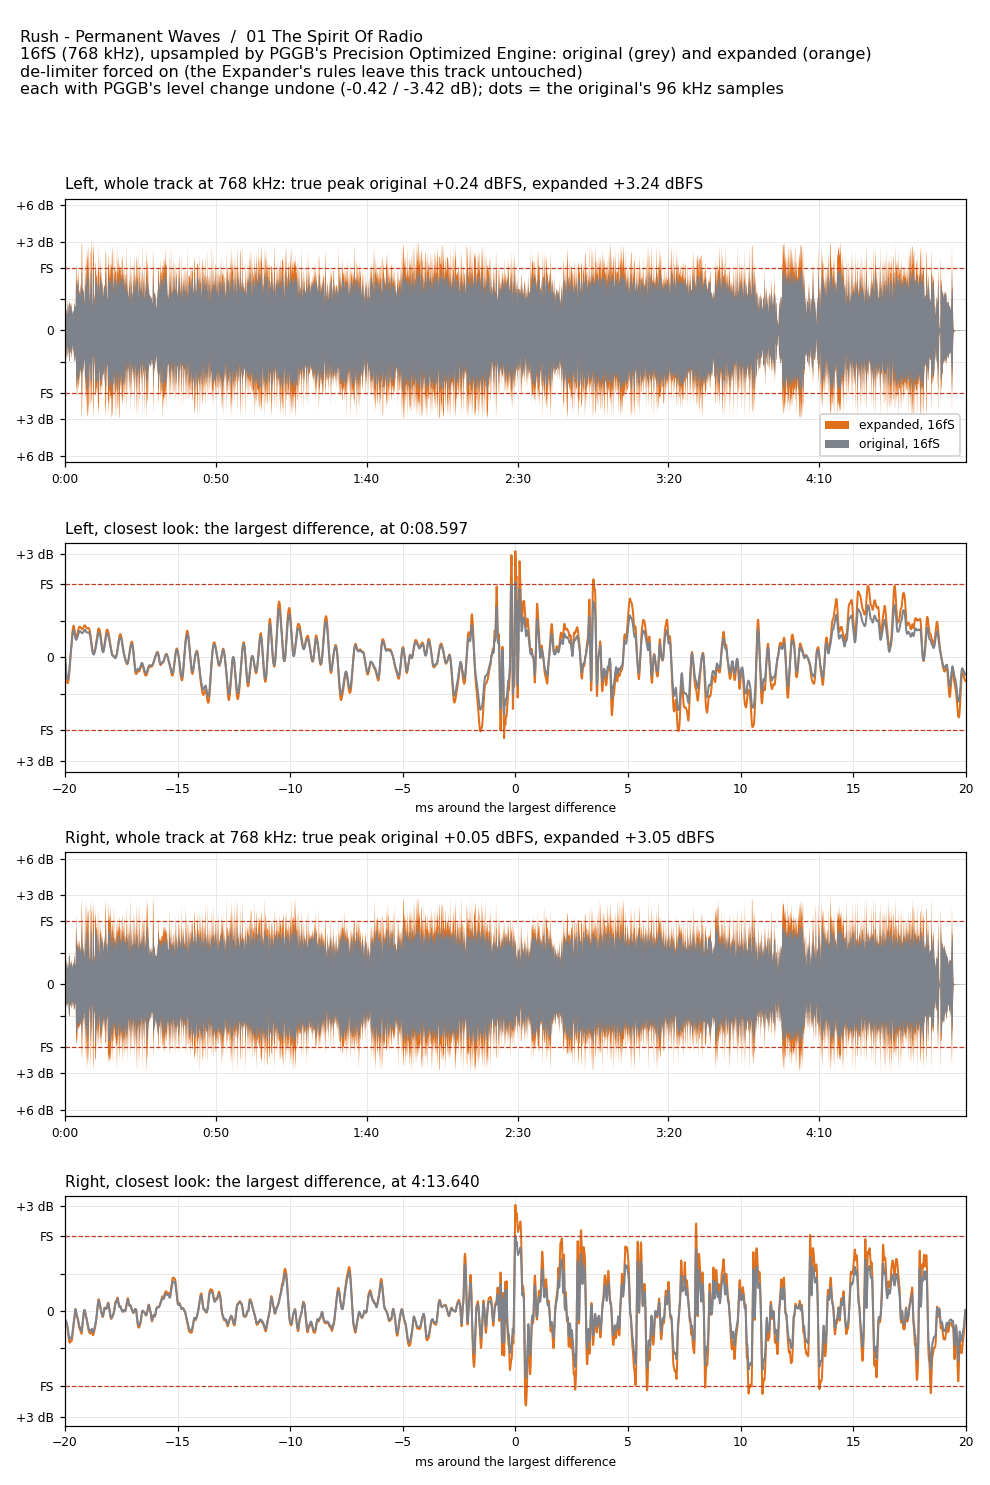 Rush - Permanent Waves  /  01 The Spirit Of Radio
16fS (768 kHz), upsampled by PGGB's Precision Optimized Engine: original (grey) and expanded (orange)
de-limiter forced on (the Expander's rules leave this track untouched)
each with PGGB's level change undone (-0.42 / -3.42 dB); dots = the original's 96 kHz samples
Left, whole track at 768 kHz: true peak original +0.24 dBFS, expanded +3.24 dBFS
+6 dB
+3 dB
FS
0
FS
+3 dB
+6 dB
expanded, 16fS
original, 16fS
0:00 0:50 1:40 2:30 3:20 4:10
Left, closest look: the largest difference, at 0:08.597
+3 dB
FS
0
FS
+3 dB
−20 −15 −10 −5 0 5 10 15 20
ms around the largest difference
Right, whole track at 768 kHz: true peak original +0.05 dBFS, expanded +3.05 dBFS
+6 dB
+3 dB
FS
0
FS
+3 dB
+6 dB
0:00 0:50 1:40 2:30 3:20 4:10
Right, closest look: the largest difference, at 4:13.640
+3 dB
FS
0
FS
+3 dB
−20 −15 −10 −5 0 5 10 15 20
ms around the largest difference